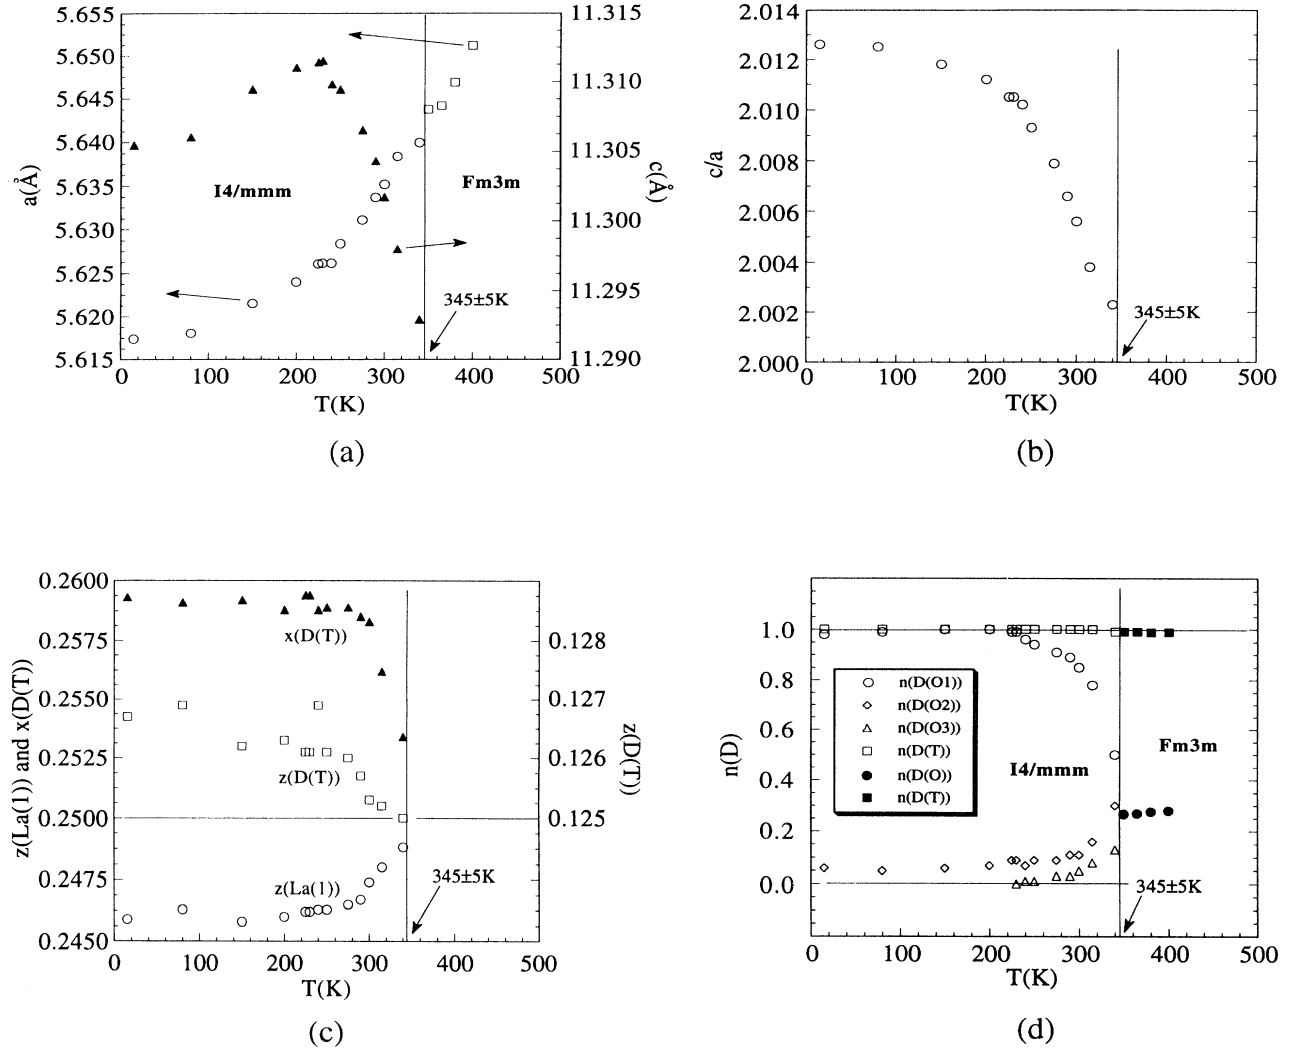 5.655
5.650
5.645
5.640
5.635
5.630
5.625
5.620
5.615
a(Å)
11.315
11.310
11.305
11.300
11.295
11.290
c(Å)
I4/mmm
Fm3m
345±5K
0 100 200 300 400 500
T(K)
(a)
2.014
2.012
2.010
2.008
2.006
2.004
2.002
2.000
c/a
345±5K
0 100 200 300 400 500
T(K)
(b)
0.2600
0.2575
0.2550
0.2525
0.2500
0.2475
0.2450
z(La(1)) and x(D(T))
0.128
0.127
0.126
0.125
z(D(T))
x(D(T))
z(D(T))
z(La(1))
345±5K
0 100 200 300 400 500
T(K)
(c)
1.0
0.8
0.6
0.4
0.2
0.0
n(D)
n(D(O1))
n(D(O2))
n(D(O3))
n(D(T))
n(D(O))
n(D(T))
I4/mmm
Fm3m
345±5K
0 100 200 300 400 500
T(K)
(d)